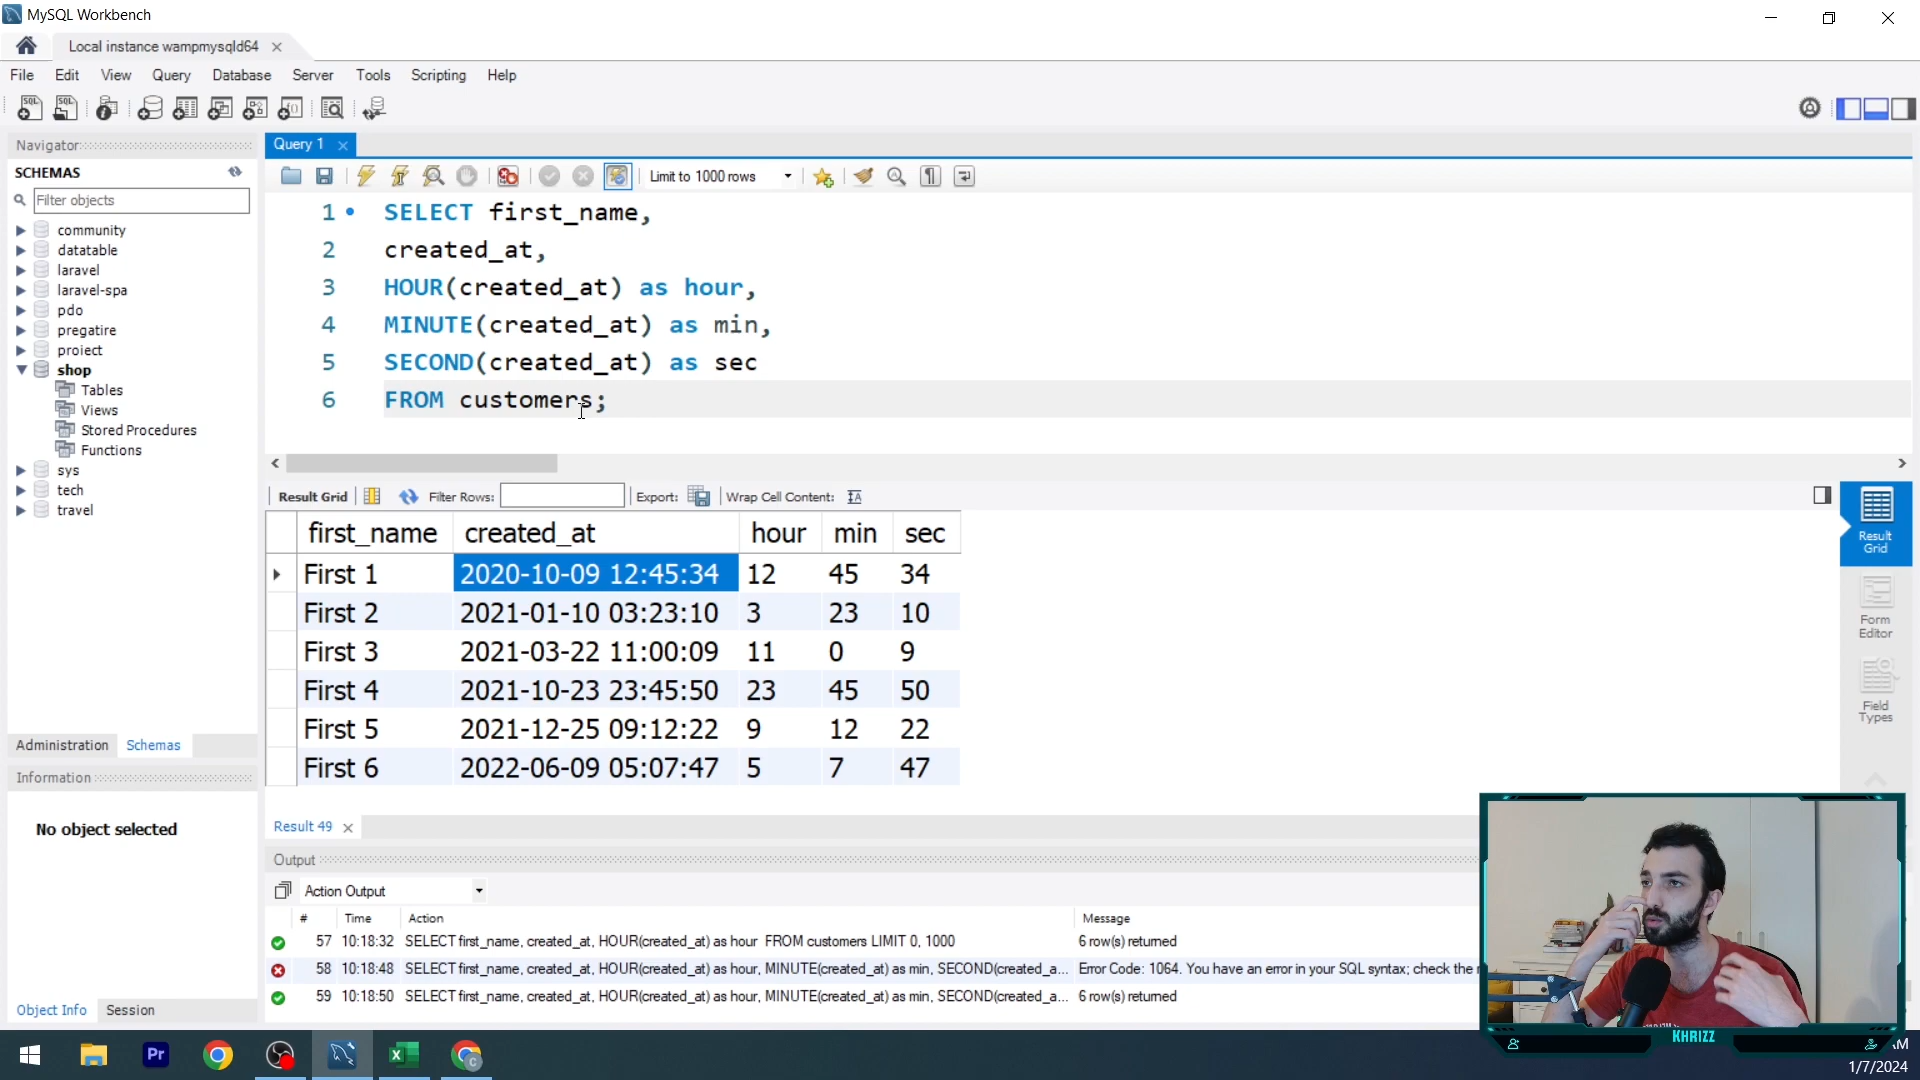 MySQL Workbench
Local instance wampmysqld64
File Edit View Query Database Server Tools Scripting Help
Navigator
SCHEMAS
Filter objects
community
datatable
laravel
laravel-spa
pdo
pregatire
proiect
shop
Tables
Views
Stored Procedures
Functions
sys
tech
travel
Administration Schemas
Information
No object selected
Object Info Session
Query 1
Limit to 1000 rows
1 SELECT first_name,
2 created_at,
3 HOUR(created_at) as hour,
4 MINUTE(created_at) as min,
5 SECOND(created_at) as sec
6 FROM customers;
Result Grid Filter Rows: Export: Wrap Cell Content:
first_name created_at hour min sec
First 1 2020-10-09 12:45:34 12 45 34
First 2 2021-01-10 03:23:10 3 23 10
First 3 2021-03-22 11:00:09 11 0 9
First 4 2021-10-23 23:45:50 23 45 50
First 5 2021-12-25 09:12:22 9 12 22
First 6 2022-06-09 05:07:47 5 7 47
Result Grid
Form Editor
Field Types
Result 49
Output
Action Output
# Time Action Message
57 10:18:32 SELECT first_name, created_at, HOUR(created_at) as hour FROM customers LIMIT 0, 1000 6 row(s) returned
58 10:18:48 SELECT first_name, created_at, HOUR(created_at) as hour, MINUTE(created_at) as min, SECOND(created_a... Error Code: 1064. You have an error in your SQL syntax; check the
59 10:18:50 SELECT first_name, created_at, HOUR(created_at) as hour, MINUTE(created_at) as min, SECOND(created_a... 6 row(s) returned
KHRIZZ
Pr
1/7/2024